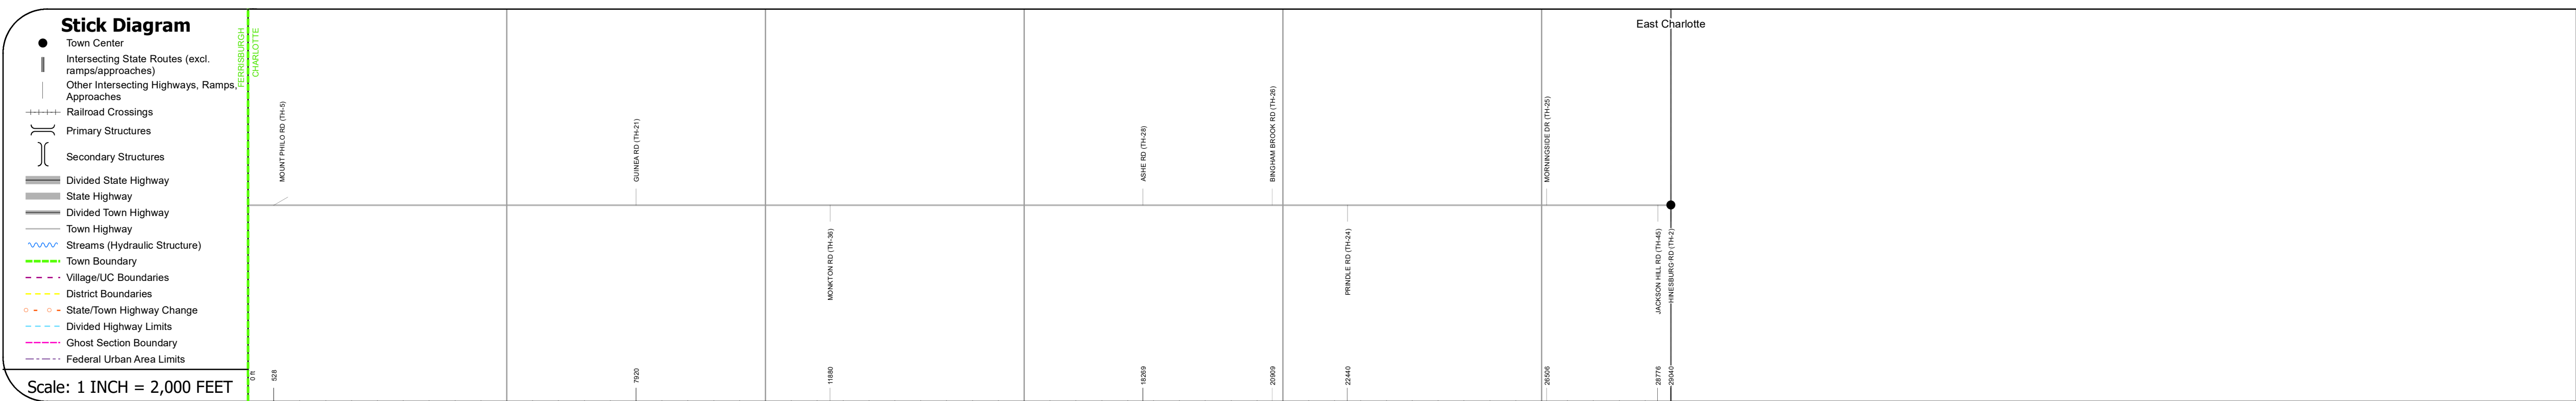 Stick Diagram
Town Center
Intersecting State Routes (excl.
ramps/approaches)
Other Intersecting Highways, Ramps,
Approaches
Railroad Crossings
Primary Structures
Secondary Structures
Divided State Highway
State Highway
Divided Town Highway
Town Highway
Streams (Hydraulic Structure)
Town Boundary
Village/UC Boundaries
District Boundaries
State/Town Highway Change
Divided Highway Limits
Ghost Section Boundary
Federal Urban Area Limits
Scale: 1 INCH = 2,000 FEET
FERRISBURGH
CHARLOTTE
East Charlotte
MOUNT PHILO RD (TH-5)
GUINEA RD (TH-21)
MONKTON RD (TH-36)
ASHE RD (TH-28)
BINGHAM BROOK RD (TH-26)
PRINDLE RD (TH-24)
MORNINGSIDE DR (TH-25)
JACKSON HILL RD (TH-45)
HINESBURG RD (TH-2)
0 ft
528
7920
11880
18269
20909
22440
26506
28776
29040